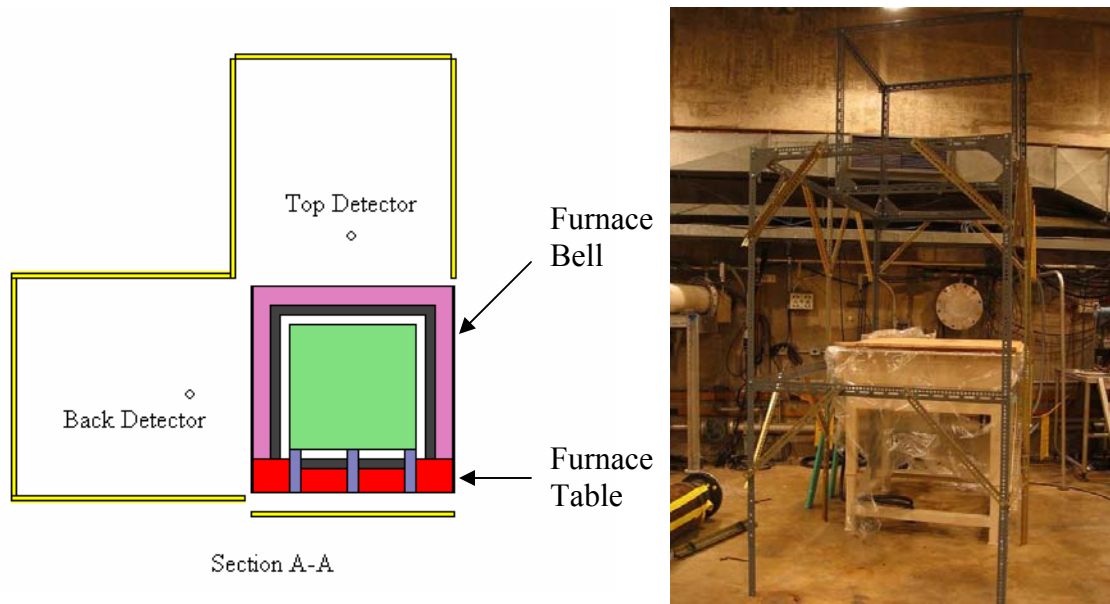 Top Detector
Furnace
Bell
Back Detector
Furnace
Table
Section A-A